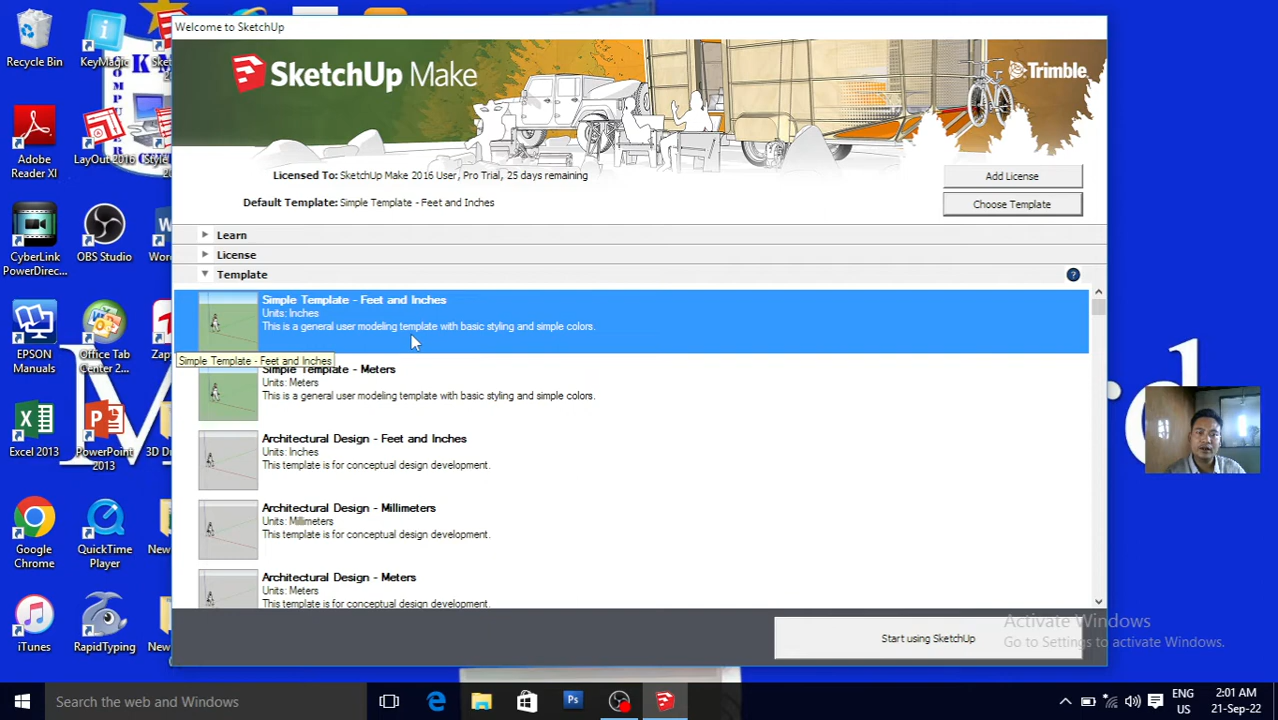 Welcome to SketchUp
SketchUp Make
Trimble
Licensed To: SketchUp Make 2016 User, Pro Trial, 25 days remaining
Add License
Default Template: Simple Template - Feet and Inches
Choose Template
Learn
License
Template
?
Simple Template - Feet and Inches
Units: Inches
This is a general user modeling template with basic styling and simple colors.
Simple Template - Feet and Inches
Simple Template - Meters
Units: Meters
This is a general user modeling template with basic styling and simple colors.
Architectural Design - Feet and Inches
Units: Inches
This template is for conceptual design development.
Architectural Design - Millimeters
Units: Millimeters
This template is for conceptual design development.
Architectural Design - Meters
Units: Meters
This template is for conceptual design development.
Start using SketchUp
Activate Windows
Go to Settings to activate Windows.
Recycle Bin
KeyMagic
Adobe
Reader XI
LayOut 2016
CyberLink
PowerDirec...
OBS Studio
EPSON
Manuals
Office Tab
Center 2...
Excel 2013
PowerPoint
2013
Google
Chrome
QuickTime
Player
iTunes
RapidTyping
Search the web and Windows
Ps
ENG
US
2:01 AM
21-Sep-22